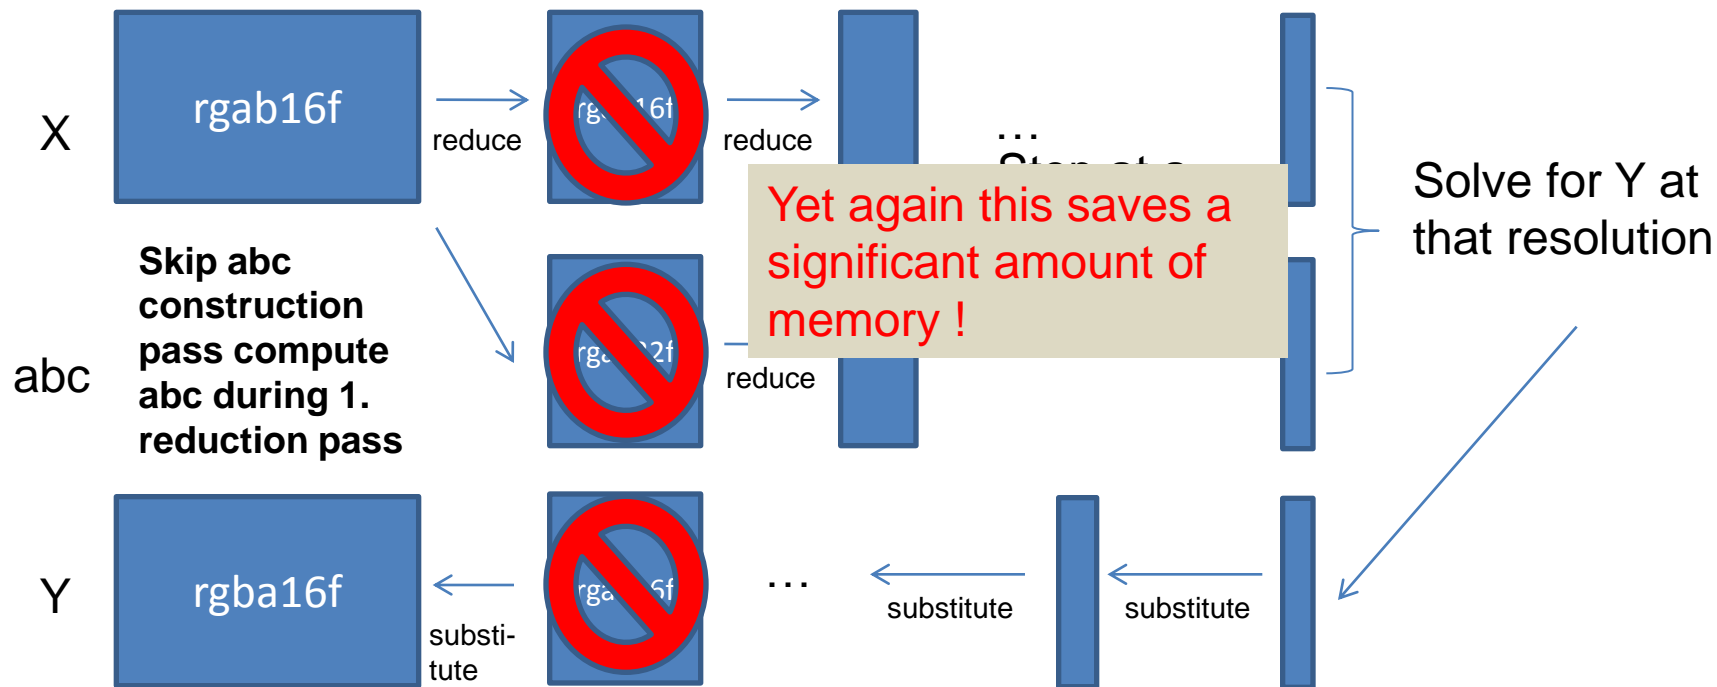 X
rgab16f
reduce
reduce
…
Yet again this saves a
significant amount of
memory !
Solve for Y at
that resolution
abc
Skip abc
construction
pass compute
abc during 1.
reduction pass
reduce
Y
rgba16f
substi-
tute
…
substitute
substitute